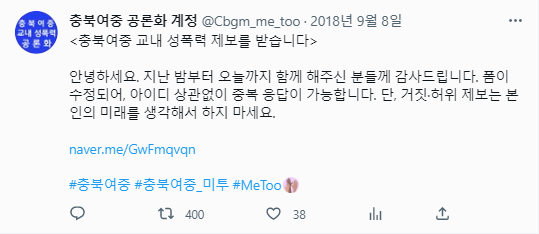 충북여중
교내 성폭력
공론화
충북여중 공론화 계정 @Cbgm_me_too · 2018년 9월 8일
<충북여중 교내 성폭력 제보를 받습니다>
안녕하세요. 지난 밤부터 오늘까지 함께 해주신 분들께 감사드립니다. 폼이
수정되어, 아이디 상관없이 중복 응답이 가능합니다. 단, 거짓·허위 제보는 본
인의 미래를 생각해서 하지 마세요.
naver.me/GwFmqvqn
#충북여중 #충북여중_미투 #MeToo
400
38